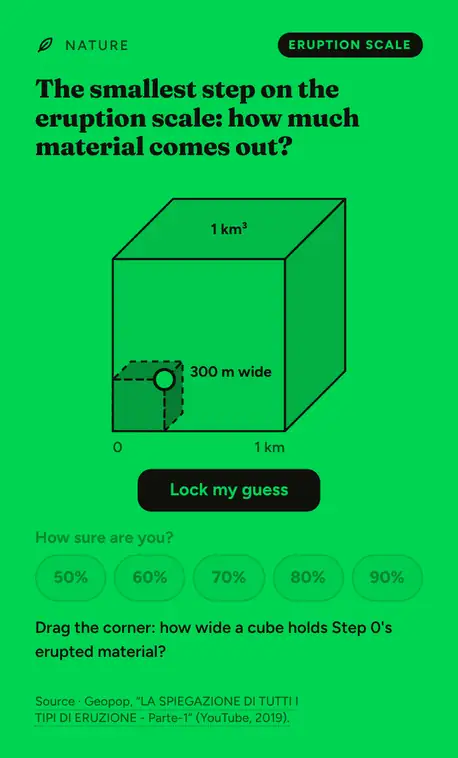 NATURE
ERUPTION SCALE
The smallest step on the
eruption scale: how much
material comes out?
1 km³
300 m wide
0
1 km
Lock my guess
How sure are you?
50%
60%
70%
80%
90%
Drag the corner: how wide a cube holds Step 0's
erupted material?
Source · Geopop, "LA SPIEGAZIONE DI TUTTI I
TIPI DI ERUZIONE - Parte-1" (YouTube, 2019).